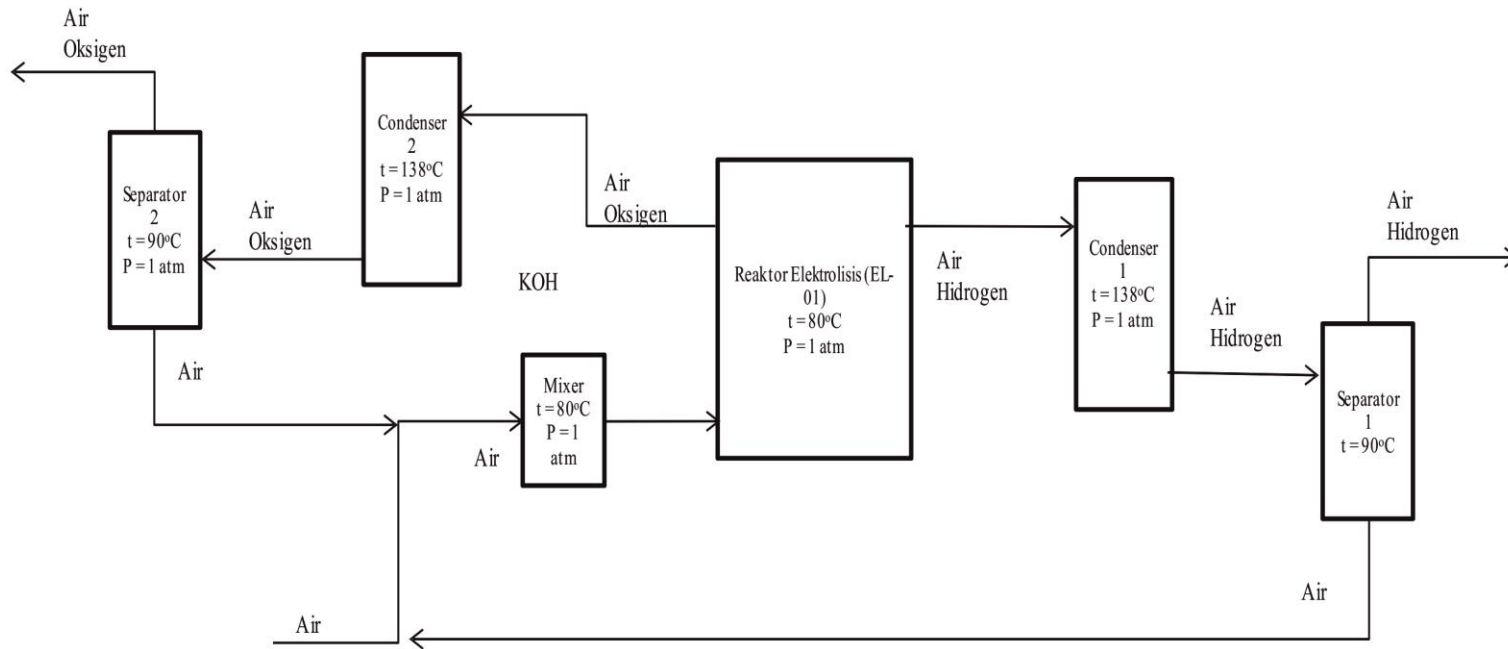 Air
Oksigen
Condenser
2
t = 138°C
P = 1 atm
Separator
2
t = 90°C
P = 1 atm
Air
Oksigen
Air
Oksigen
KOH
Reaktor Elektrolisis (EL-
01)
t = 80°C
P = 1 atm
Air
Hidrogen
Condenser
1
t = 138°C
P = 1 atm
Air
Hidrogen
Air
Hidrogen
Separator
1
t = 90°C
Air
Mixer
t = 80°C
P = 1
atm
Air
Air
Air